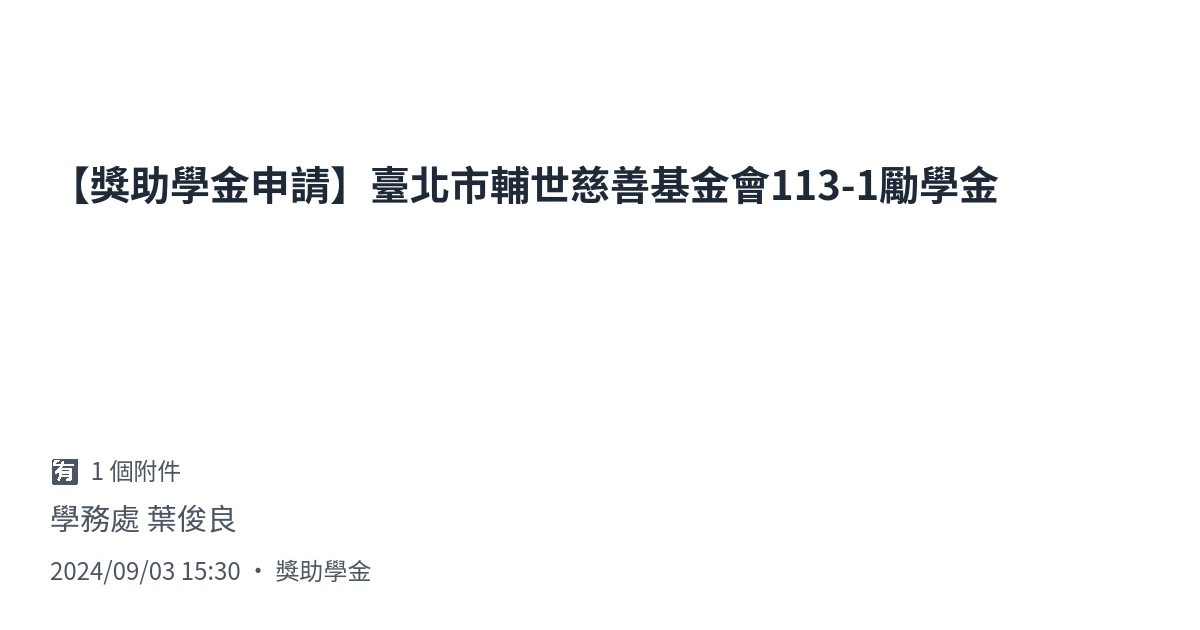 【獎助學金申請】臺北市輔世慈善基金會113-1勵學金
有 1 個附件
學務處 葉俊良
2024/09/03 15:30 • 獎助學金